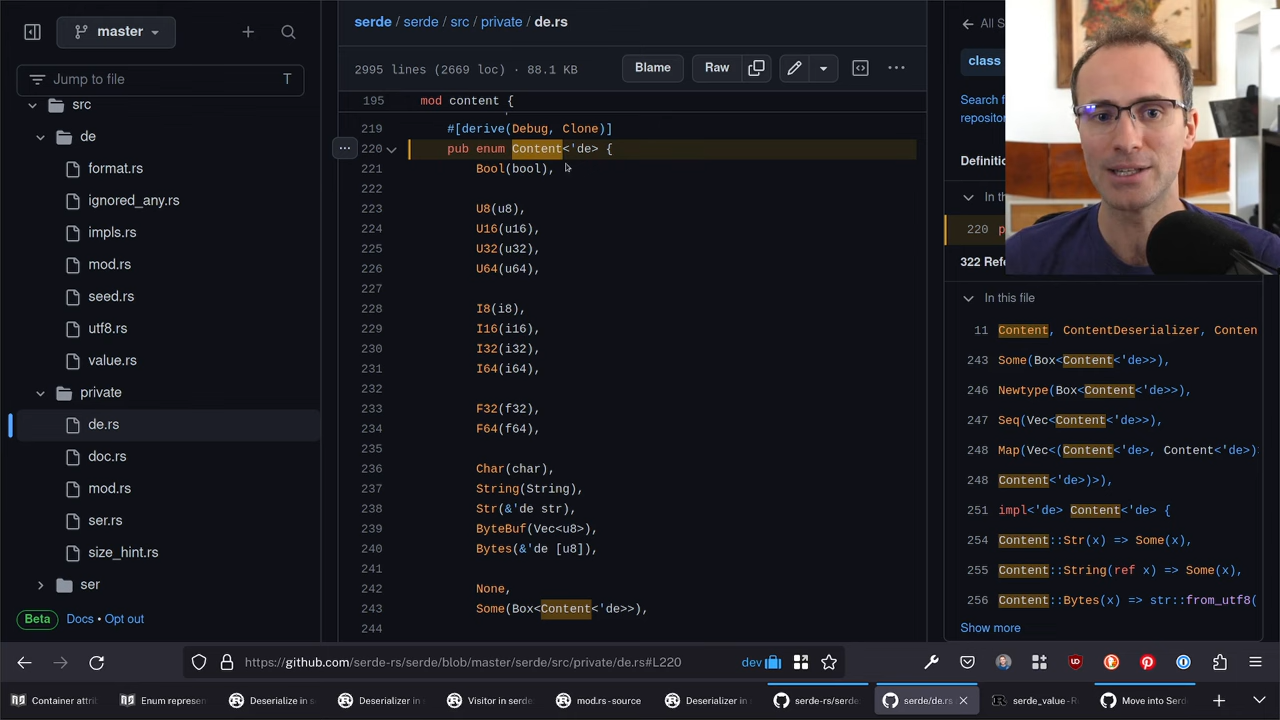 master
Jump to file
T
src
de
format.rs
ignored_any.rs
impls.rs
mod.rs
seed.rs
utf8.rs
value.rs
private
de.rs
doc.rs
mod.rs
ser.rs
size_hint.rs
ser
Beta Docs • Opt out
serde / serde / src / private / de.rs
2995 lines (2669 loc) · 88.1 KB
Blame
Raw
195 mod content {
219 #[derive(Debug, Clone)]
220 pub enum Content<'de> {
221 Bool(bool),
222
223 U8(u8),
224 U16(u16),
225 U32(u32),
226 U64(u64),
227
228 I8(i8),
229 I16(i16),
230 I32(i32),
231 I64(i64),
232
233 F32(f32),
234 F64(f64),
235
236 Char(char),
237 String(String),
238 Str(&'de str),
239 ByteBuf(Vec<u8>),
240 Bytes(&'de [u8]),
241
242 None,
243 Some(Box<Content<'de>>),
244
All S
class
Search f
reposito
Definiti
In th
220 p
322 Refe
In this file
11 Content, ContentDeserializer, Conten
243 Some(Box<Content<'de>>),
246 Newtype(Box<Content<'de>>),
247 Seq(Vec<Content<'de>>),
248 Map(Vec<(Content<'de>, Content<'de>)>
248 Content<'de>)>),
251 impl<'de> Content<'de> {
254 Content::Str(x) => Some(x),
255 Content::String(ref x) => Some(x),
256 Content::Bytes(x) => str::from_utf8(
Show more
https://github.com/serde-rs/serde/blob/master/serde/src/private/de.rs#L220
dev
Container attri
Enum represen
Deserialize in s
Deserializer in
Visitor in serde
mod.rs - source
Deserializer in
serde-rs/serde
serde/de.rs
serde_value - R
Move into Serd